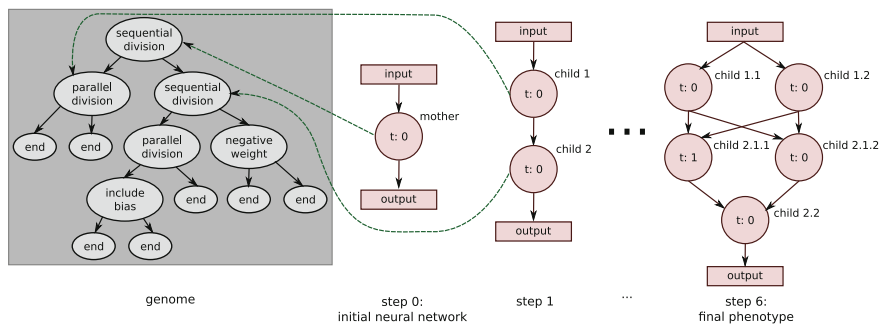 sequential
division
parallel
division
sequential
division
end
end
parallel
division
negative
weight
include
bias
end
end
end
end
end
genome
input
mother
t: 0
output
step 0:
initial neural network
input
child 1
t: 0
child 2
t: 0
output
step 1
...
...
input
child 1.1
t: 0
child 1.2
t: 0
child 2.1.1
t: 1
child 2.1.2
t: 0
child 2.2
t: 0
output
step 6:
final phenotype